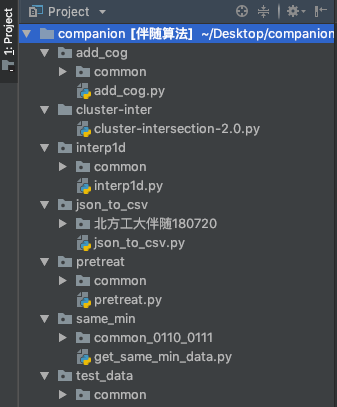 1: Project
Project
companion [伴随算法] ~/Desktop/companion
add_cog
common
add_cog.py
cluster-inter
cluster-intersection-2.0.py
interp1d
common
interp1d.py
json_to_csv
北方工大伴随180720
json_to_csv.py
pretreat
common
pretreat.py
same_min
common_0110_0111
get_same_min_data.py
test_data
common